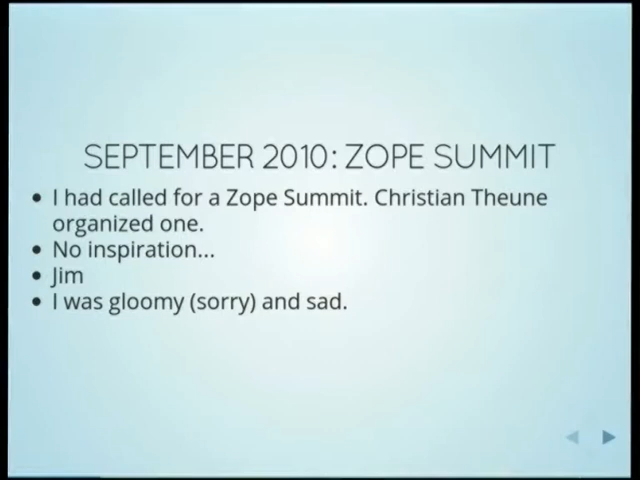 SEPTEMBER 2010: ZOPE SUMMIT
• I had called for a Zope Summit. Christian Theune
organized one.
• No inspiration...
• Jim
• I was gloomy (sorry) and sad.